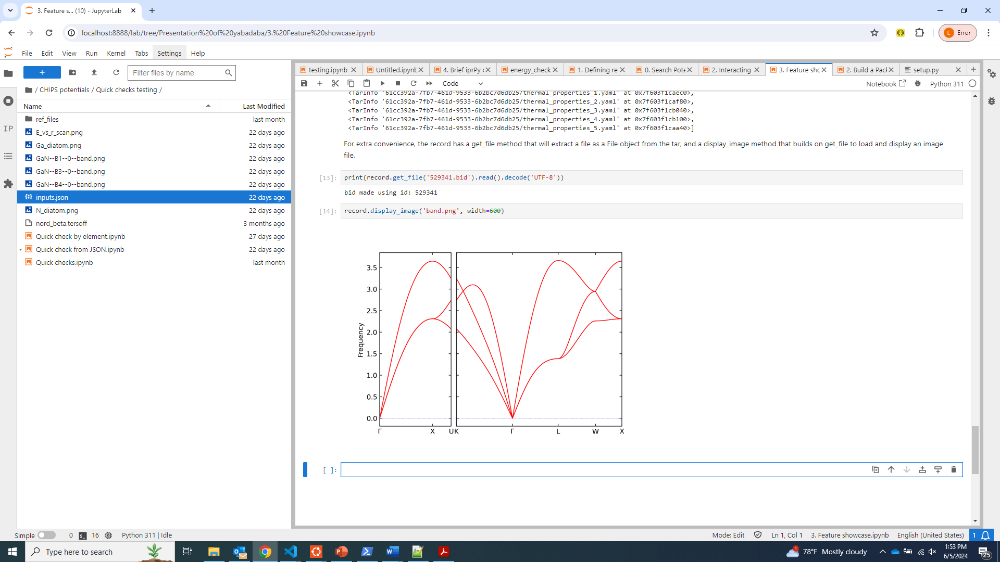 3. Feature s... (10) - JupyterLab
localhost:8888/lab/tree/Presentation%20of%20yabadaba/3.%20Feature%20showcase.ipynb
L Error
File Edit View Run Kernel Tabs Settings Help
Filter files by name
/ CHIPS potentials / Quick checks testing /
Name Last Modified
ref_files last month
E_vs_r_scan.png 22 days ago
Ga_diatom.png 22 days ago
GaN--B1--0--band.png 22 days ago
GaN--B3--0--band.png 22 days ago
GaN--B4--0--band.png 22 days ago
inputs.json 22 days ago
N_diatom.png 22 days ago
nord_beta.tersoff 3 months ago
Quick check by element.ipynb 27 days ago
Quick check from JSON.ipynb 22 days ago
Quick checks.ipynb last month
IP
testing.ipynb Untitled.ipynb 4. Brief iprPy energy_check 1. Defining re 0. Search Pote 2. Interacting 3. Feature sho 2. Build a Pack setup.py
Code Notebook Python 311
<TarInfo '61cc392a-7fb7-461d-9533-6b2bc7d6db25/thermal_properties_1.yaml' at 0x7f603f1caec0>,
<TarInfo '61cc392a-7fb7-461d-9533-6b2bc7d6db25/thermal_properties_2.yaml' at 0x7f603f1caf80>,
<TarInfo '61cc392a-7fb7-461d-9533-6b2bc7d6db25/thermal_properties_3.yaml' at 0x7f603f1cb040>,
<TarInfo '61cc392a-7fb7-461d-9533-6b2bc7d6db25/thermal_properties_4.yaml' at 0x7f603f1cb100>,
<TarInfo '61cc392a-7fb7-461d-9533-6b2bc7d6db25/thermal_properties_5.yaml' at 0x7f603f1caa40>]
For extra convenience, the record has a get_file method that will extract a file as a File object from the tar, and a display_image method that builds on get_file to load and display an image
file.
[13]: print(record.get_file('529341.bid').read().decode('UTF-8'))
bid made using id: 529341
[14]: record.display_image('band.png', width=600)
Frequency
3.5
3.0
2.5
2.0
1.5
1.0
0.5
0.0
Γ X U K Γ L W X
[ ]:
Simple 0 16 Python 311 | Idle
Mode: Edit Ln 1, Col 1 3. Feature showcase.ipynb English (United States) 1
Type here to search
1 78°F Mostly cloudy
1:53 PM
6/5/2024
25